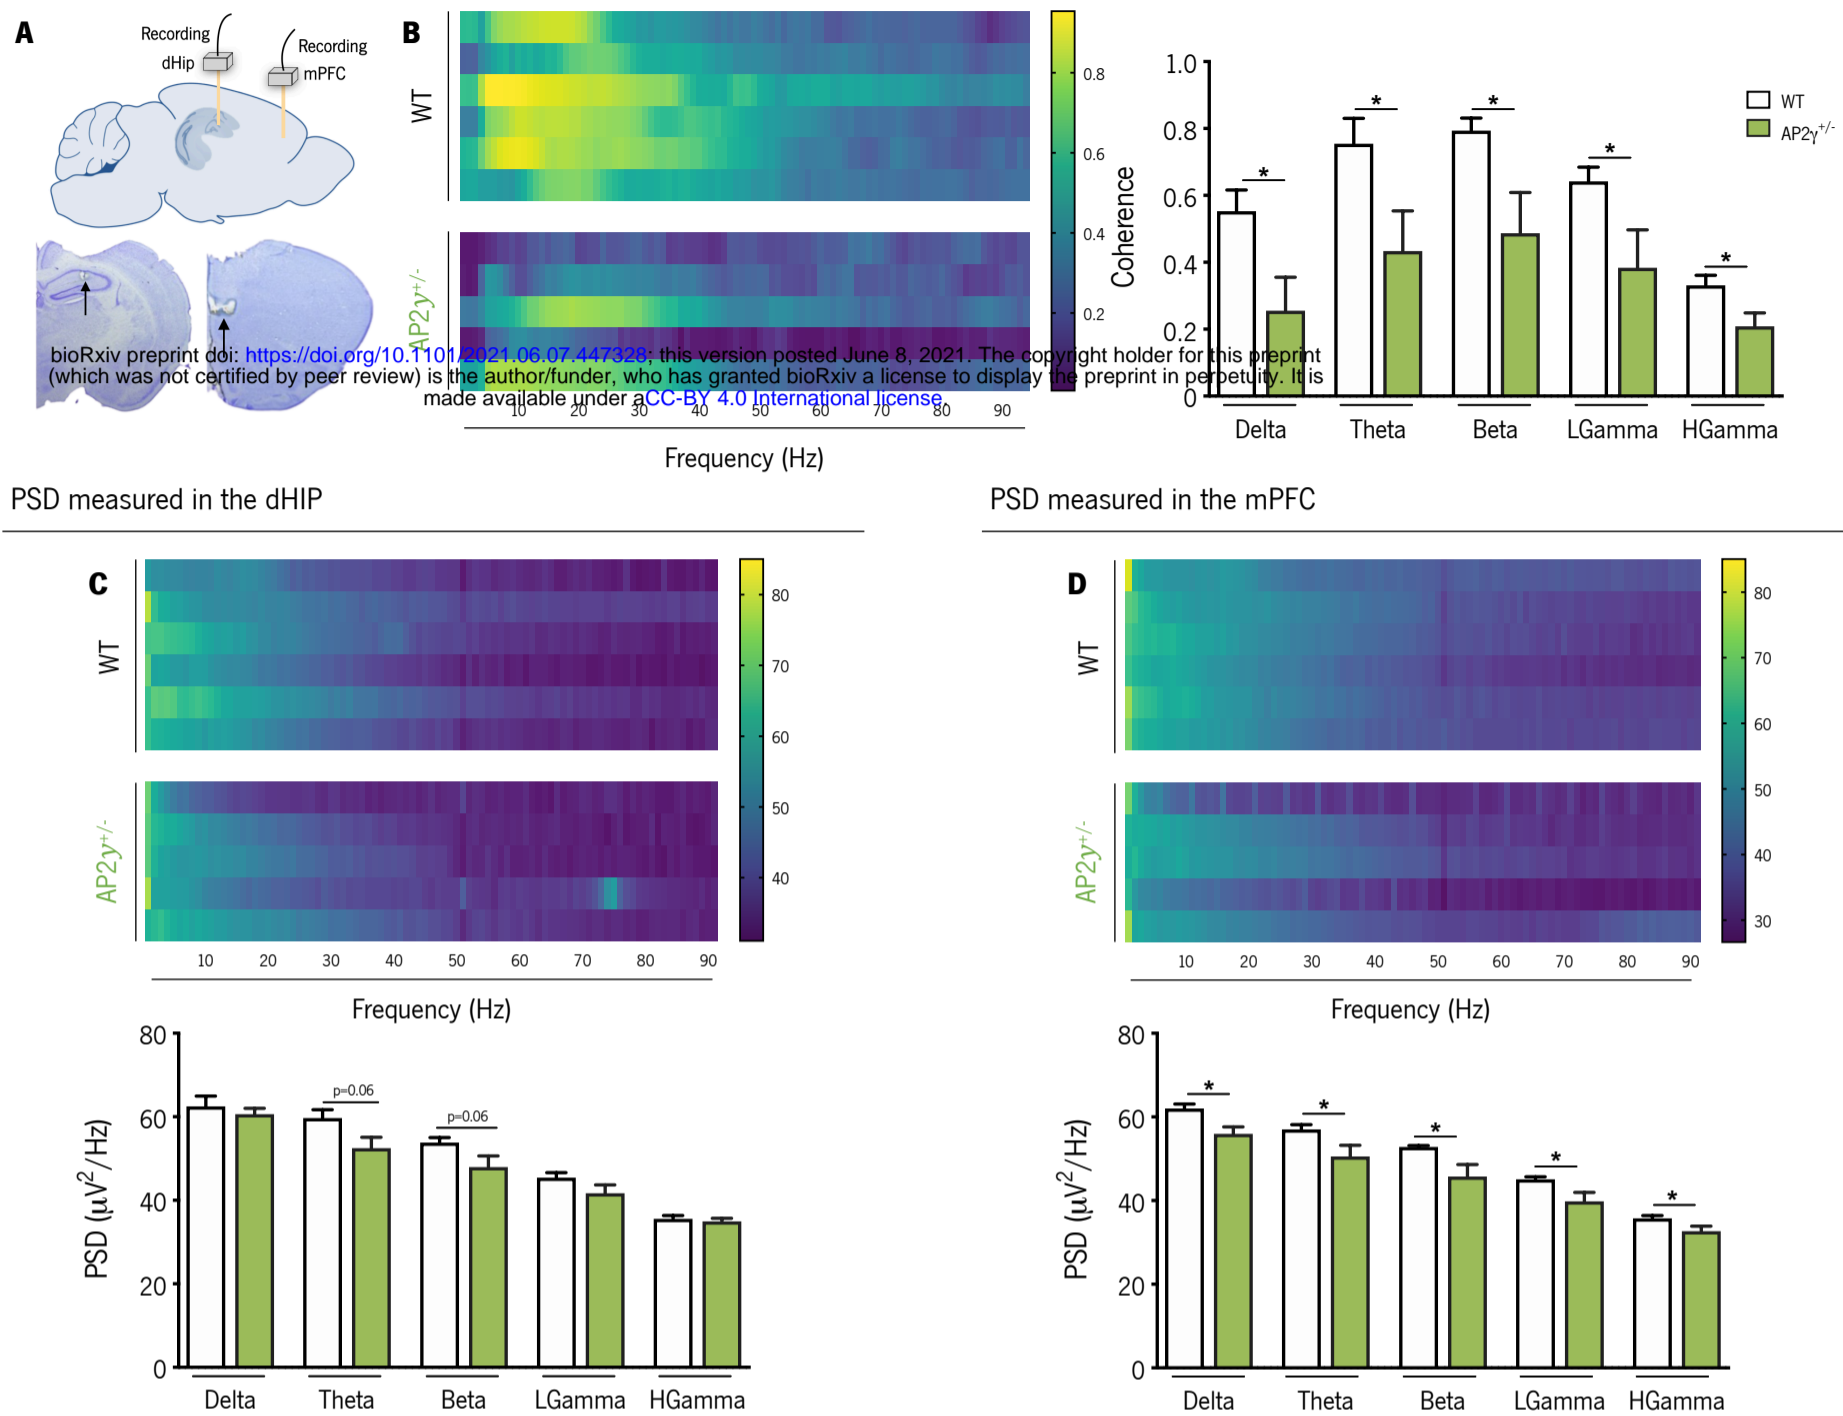 A
Recording
dHip
Recording
mPFC
B
WT
AP2γ+/-
0.8
0.6
0.4
0.2
10 20 30 40 50 60 70 80 90
Frequency (Hz)
Coherence
1.0
0.8
0.6
0.4
0.2
0
* * * * *
Delta Theta Beta LGamma HGamma
WT
AP2γ+/-
bioRxiv preprint doi: https://doi.org/10.1101/2021.06.07.447328; this version posted June 8, 2021. The copyright holder for this preprint
(which was not certified by peer review) is the author/funder, who has granted bioRxiv a license to display the preprint in perpetuity. It is
made available under aCC-BY 4.0 International license.
PSD measured in the dHIP
C
WT
AP2γ+/-
80
70
60
50
40
10 20 30 40 50 60 70 80 90
Frequency (Hz)
PSD (μV2/Hz)
80
60
40
20
0
p=0.06
p=0.06
Delta Theta Beta LGamma HGamma
PSD measured in the mPFC
D
WT
AP2γ+/-
80
70
60
50
40
30
10 20 30 40 50 60 70 80 90
Frequency (Hz)
PSD (μV2/Hz)
80
60
40
20
0
* * * * *
Delta Theta Beta LGamma HGamma